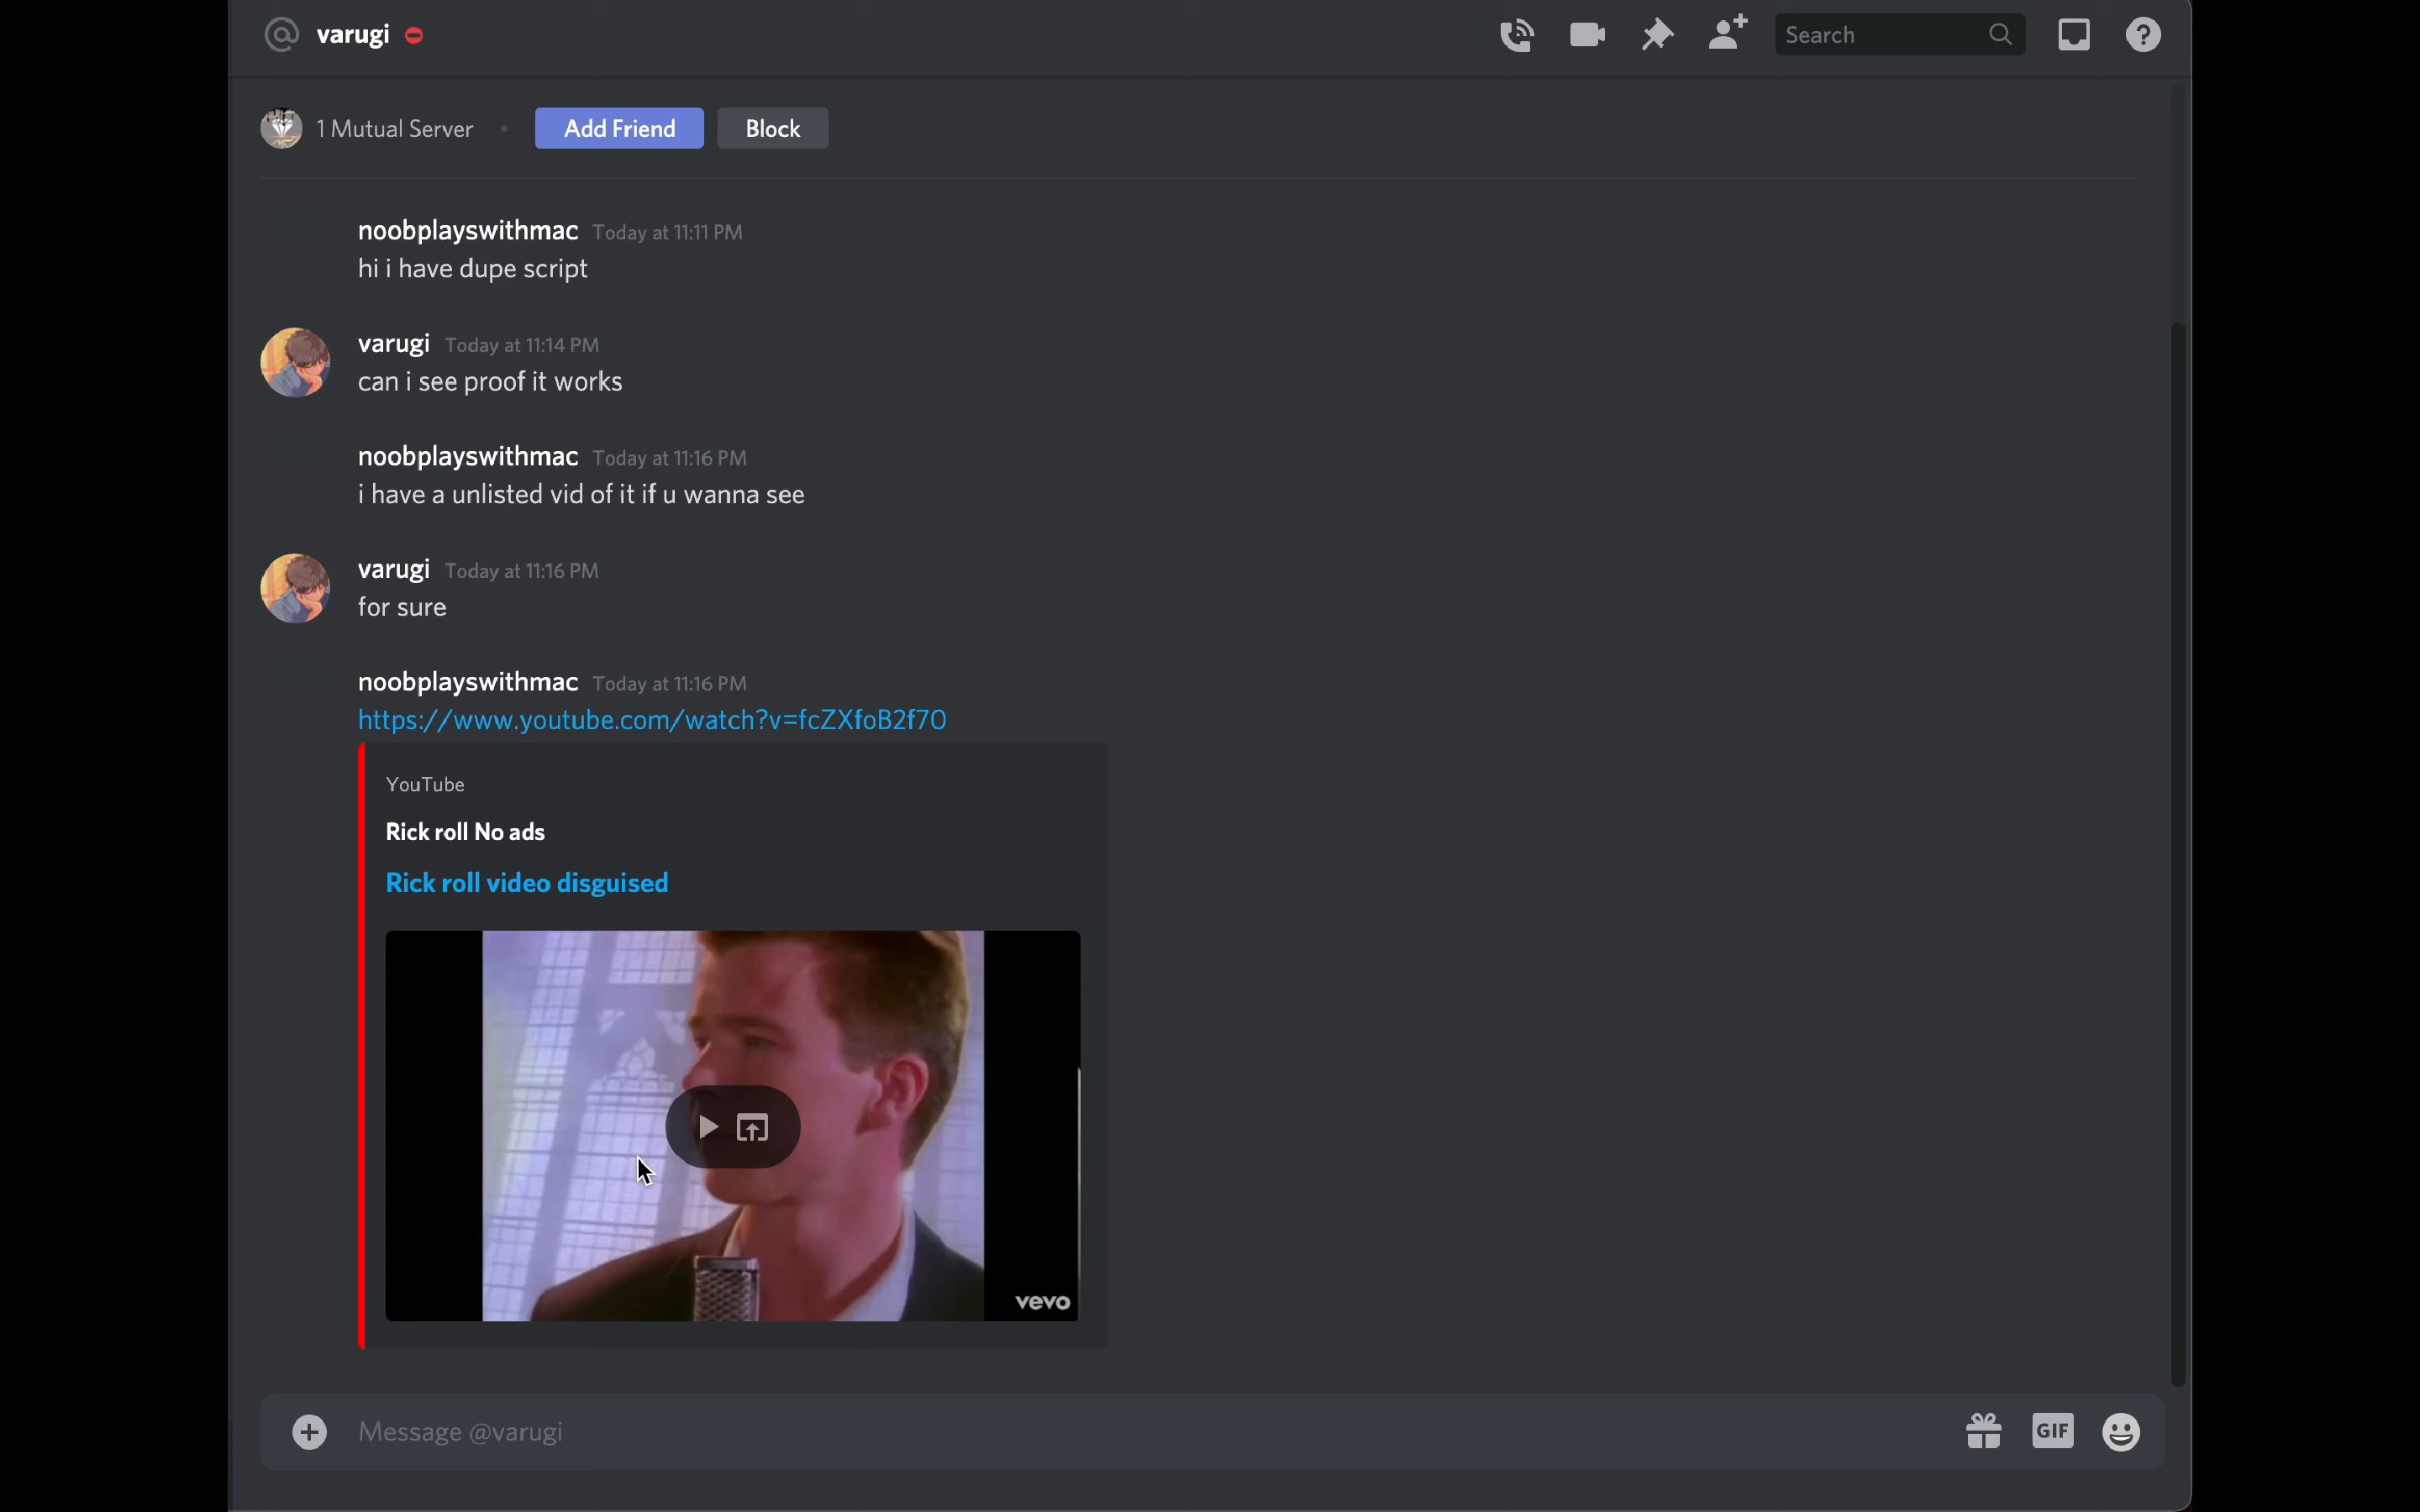 @ varugi
Search
1 Mutual Server
Add Friend
Block
noobplayswithmac Today at 11:11 PM
hi i have dupe script
varugi Today at 11:14 PM
can i see proof it works
noobplayswithmac Today at 11:16 PM
i have a unlisted vid of it if u wanna see
varugi Today at 11:16 PM
for sure
noobplayswithmac Today at 11:16 PM
https://www.youtube.com/watch?v=fcZXfoB2f70
YouTube
Rick roll No ads
Rick roll video disguised
vevo
Message @varugi
GIF